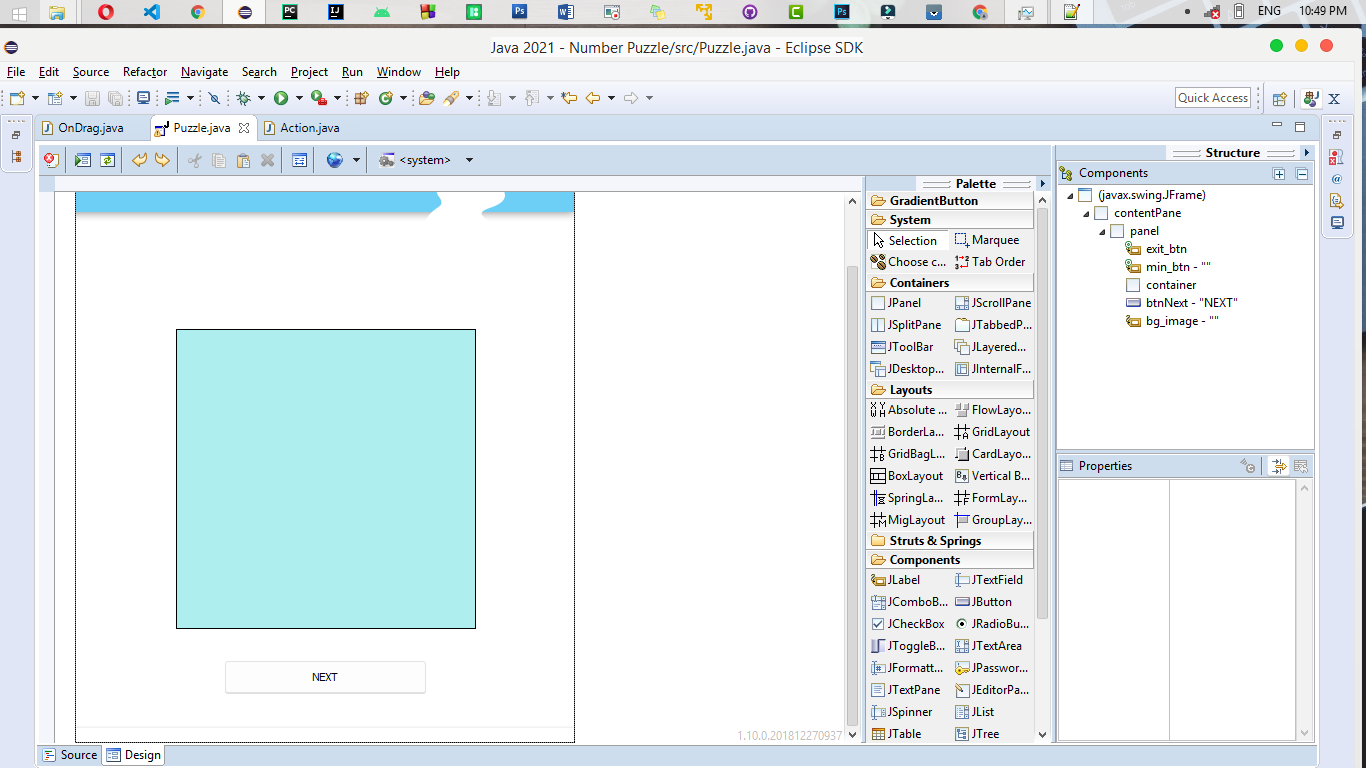 ENG 10:49 PM
Java 2021 - Number Puzzle/src/Puzzle.java - Eclipse SDK
File Edit Source Refactor Navigate Search Project Run Window Help
Quick Access
OnDrag.java Puzzle.java Action.java
<system>
Structure
Components
(javax.swing.JFrame)
contentPane
panel
exit_btn
min_btn - ""
container
btnNext - "NEXT"
bg_image - ""
Properties
Palette
GradientButton
System
Selection Marquee
Choose c... Tab Order
Containers
JPanel JScrollPane
JSplitPane JTabbedP...
JToolBar JLayered...
JDesktop... JInternalF...
Layouts
Absolute ... FlowLayo...
BorderLa... GridLayout
GridBagL... CardLayo...
BoxLayout Vertical B...
SpringLa... FormLay...
MigLayout GroupLay...
Struts & Springs
Components
JLabel JTextField
JComboB... JButton
JCheckBox JRadioBu...
JToggleB... JTextArea
JFormatt... JPasswor...
JTextPane JEditorPa...
JSpinner JList
JTable JTree
NEXT
1.10.0.201812270937
Source Design